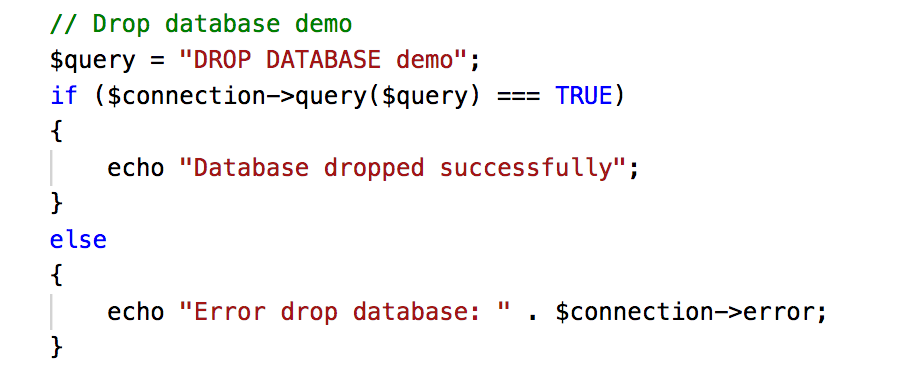 // Drop database demo
$query = "DROP DATABASE demo";
if ($connection->query($query) === TRUE)
{
    echo "Database dropped successfully";
}
else
{
    echo "Error drop database: " . $connection->error;
}